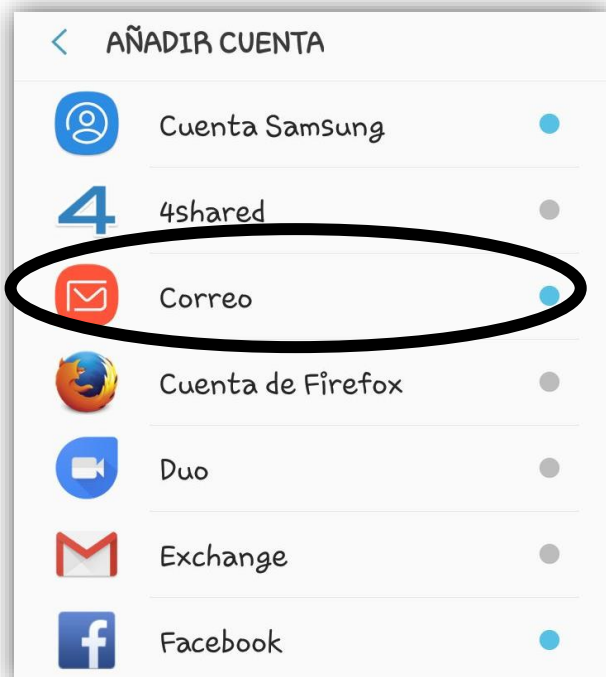 AÑADIR CUENTA
Cuenta Samsung
4shared
Correo
Cuenta de Firefox
Duo
Exchange
Facebook